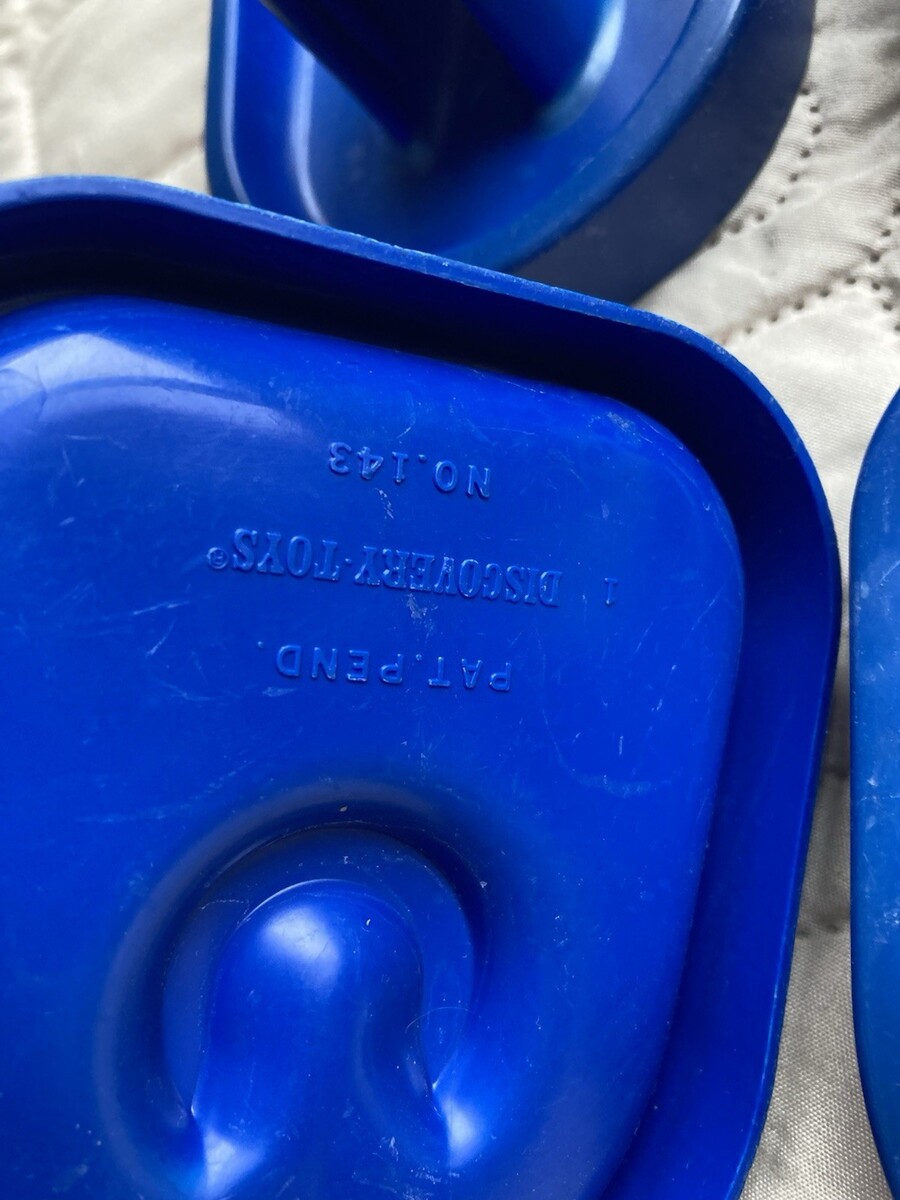 PAT. PEND.
1 DISCOVERY·TOYS®
NO.143